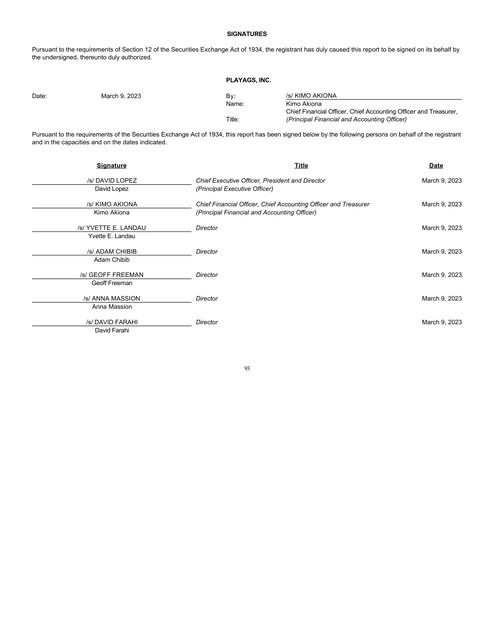 SIGNATURES
Pursuant to the requirements of Section 12 of the Securities Exchange Act of 1934, the registrant has duly caused this report to be signed on its behalf by
the undersigned, thereunto duly authorized.
PLAYAGS, INC.
Date: March 9, 2023 By: /s/ KIMO AKIONA
Name: Kimo Akiona
Chief Financial Officer, Chief Accounting Officer and Treasurer,
Title: (Principal Financial and Accounting Officer)
Pursuant to the requirements of the Securities Exchange Act of 1934, this report has been signed below by the following persons on behalf of the registrant
and in the capacities and on the dates indicated.
Signature Title Date
/s/ DAVID LOPEZ Chief Executive Officer, President and Director March 9, 2023
David Lopez (Principal Executive Officer)
/s/ KIMO AKIONA Chief Financial Officer, Chief Accounting Officer and Treasurer March 9, 2023
Kimo Akiona (Principal Financial and Accounting Officer)
/s/ YVETTE E. LANDAU Director March 9, 2023
Yvette E. Landau
/s/ ADAM CHIBIB Director March 9, 2023
Adam Chibib
/s/ GEOFF FREEMAN Director March 9, 2023
Geoff Freeman
/s/ ANNA MASSION Director March 9, 2023
Anna Massion
/s/ DAVID FARAHI Director March 9, 2023
David Farahi
93